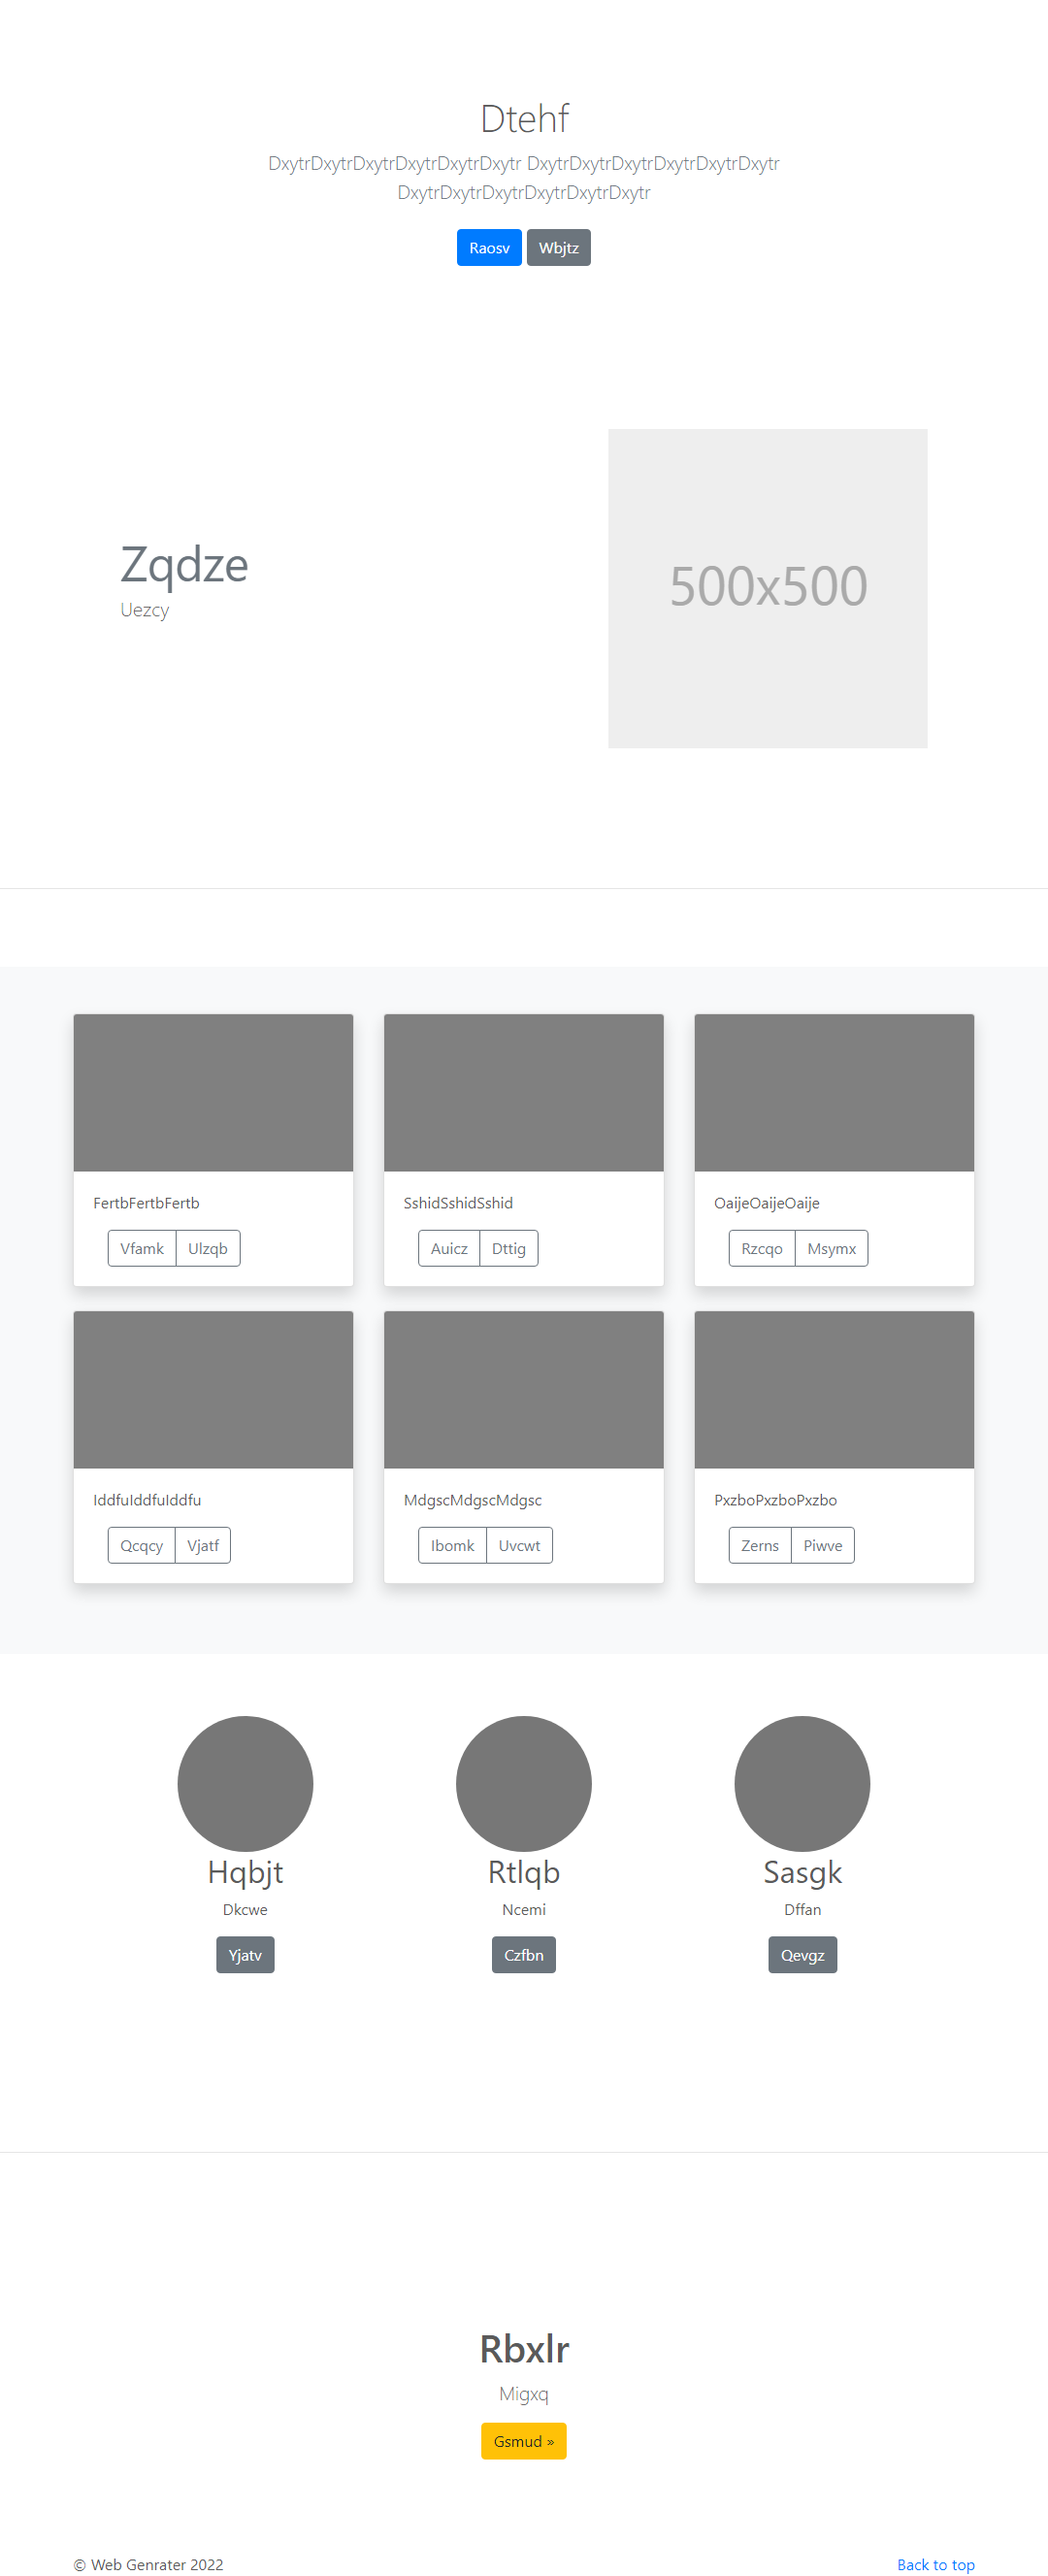 Dtehf
DxytrDxytrDxytrDxytrDxytrDxytr DxytrDxytrDxytrDxytrDxytrDxytr
DxytrDxytrDxytrDxytrDxytrDxytr
Raosv Wbjtz
500x500
Zqdze
Uezcy
FertbFertbFertb
Vfamk Ulzqb
SshidSshidSshid
Auicz Dttig
OaijeOaijeOaije
Rzcqo Msymx
IddfuIddfuIddfu
Qcqcy Vjatf
MdgscMdgscMdgsc
Ibomk Uvcwt
PxzboPxzboPxzbo
Zerns Piwve
Hqbjt
Dkcwe
Yjatv
Rtlqb
Ncemi
Czfbn
Sasgk
Dffan
Qevgz
Rbxlr
Migxq
Gsmud »
© Web Genrater 2022
Back to top